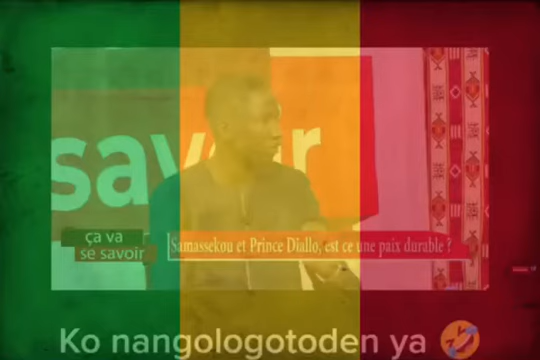 savoir
ça va
se savoir
Samassekou et Prince Diallo, est ce une paix durable ?
Ko nangologotoden ya 🤣